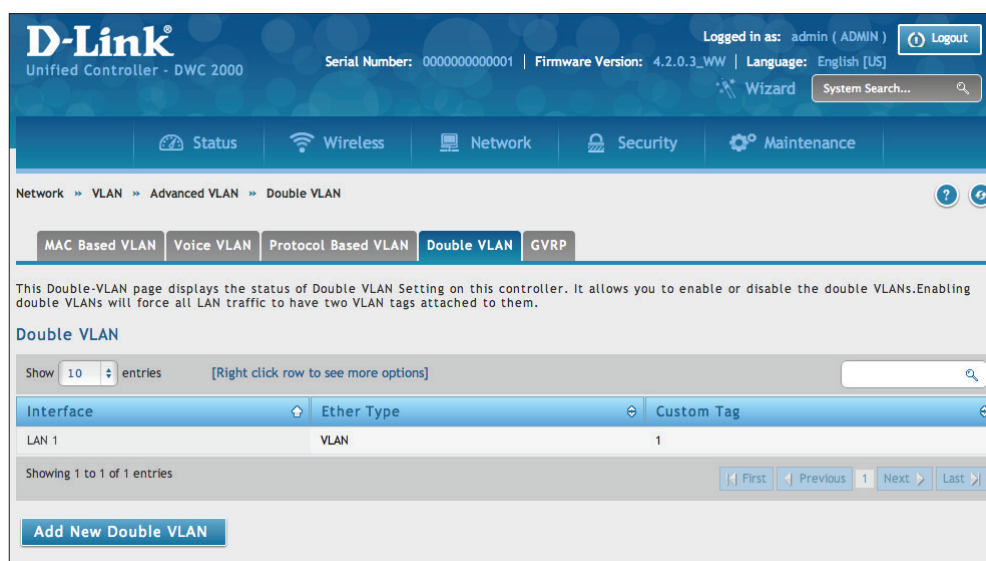 D-Link®
Unified Controller - DWC 2000
Logged in as: admin ( ADMIN )
Logout
Serial Number: 0000000000001 | Firmware Version: 4.2.0.3_WW | Language: English [US]
Wizard
System Search...
Status
Wireless
Network
Security
Maintenance
Network » VLAN » Advanced VLAN » Double VLAN
?
MAC Based VLAN
Voice VLAN
Protocol Based VLAN
Double VLAN
GVRP
This Double-VLAN page displays the status of Double VLAN Setting on this controller. It allows you to enable or disable the double VLANs.Enabling
double VLANs will force all LAN traffic to have two VLAN tags attached to them.
Double VLAN
Show 10 entries [Right click row to see more options]
Interface Ether Type Custom Tag
LAN 1 VLAN 1
Showing 1 to 1 of 1 entries
First Previous 1 Next Last
Add New Double VLAN